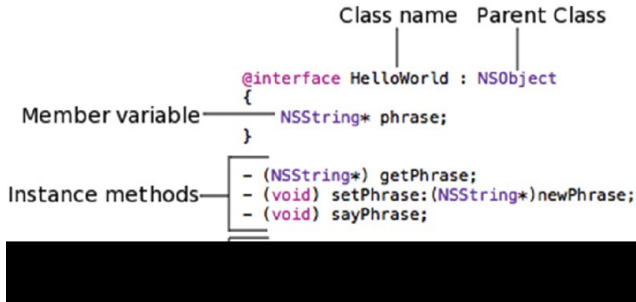 Class name Parent Class
@interface HelloWorld : NSObject
{
Member variable NSString* phrase;
}
- (NSString*) getPhrase;
Instance methods - (void) setPhrase:(NSString*)newPhrase;
- (void) sayPhrase;